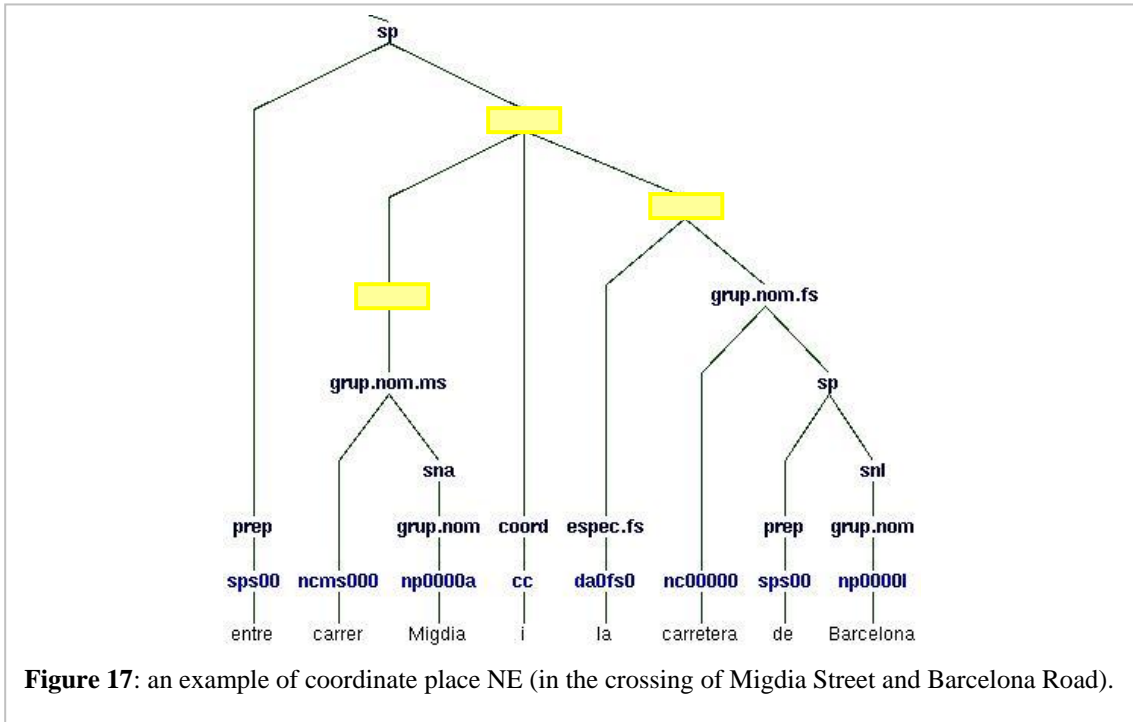 sp
grup.nom.fs
grup.nom.ms
sp
sna
snl
prep
grup.nom
coord
espec.fs
prep
grup.nom
sps00
ncms000
np0000a
cc
da0fs0
nc00000
sps00
np0000l
entre
carrer
Migdia
i
la
carretera
de
Barcelona
Figure 17: an example of coordinate place NE (in the crossing of Migdia Street and Barcelona Road).